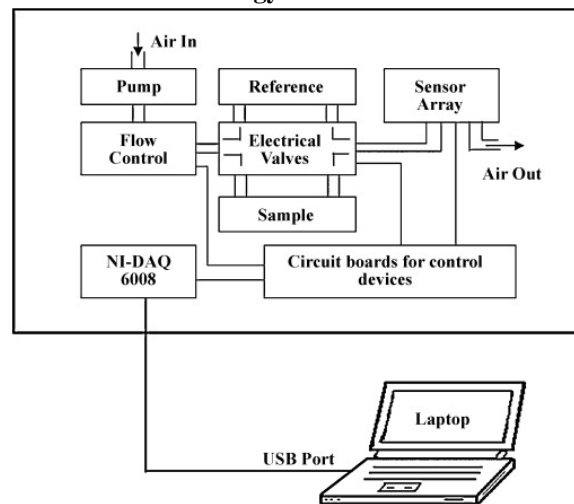 gy
Air In
Pump
Reference
Sensor
Array
Flow
Control
Electrical
Valves
Air Out
Sample
NI-DAQ
6008
Circuit boards for control
devices
Laptop
USB Port